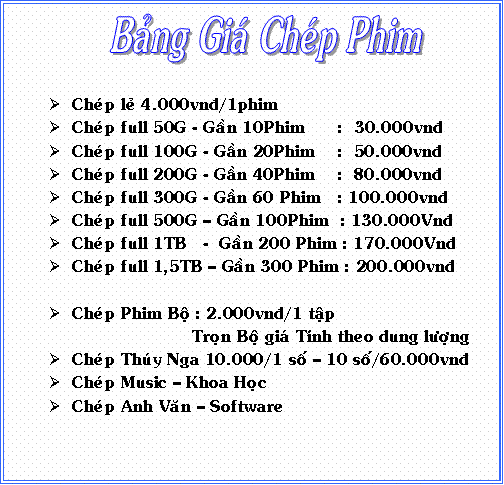 Bảng Giá Chép Phim
➢ Chép lẻ 4.000vnđ/1phim
➢ Chép full 50G - Gần 10Phim : 30.000vnđ
➢ Chép full 100G - Gần 20Phim : 50.000vnđ
➢ Chép full 200G - Gần 40Phim : 80.000vnđ
➢ Chép full 300G - Gần 60 Phim : 100.000vnđ
➢ Chép full 500G – Gần 100Phim : 130.000Vnđ
➢ Chép full 1TB - Gần 200 Phim : 170.000Vnđ
➢ Chép full 1,5TB – Gần 300 Phim : 200.000vnđ
➢ Chép Phim Bộ : 2.000vnđ/1 tập
Trọn Bộ giá Tính theo dung lượng
➢ Chép Thúy Nga 10.000/1 số – 10 số/60.000vnđ
➢ Chép Music – Khoa Học
➢ Chép Anh Văn – Software